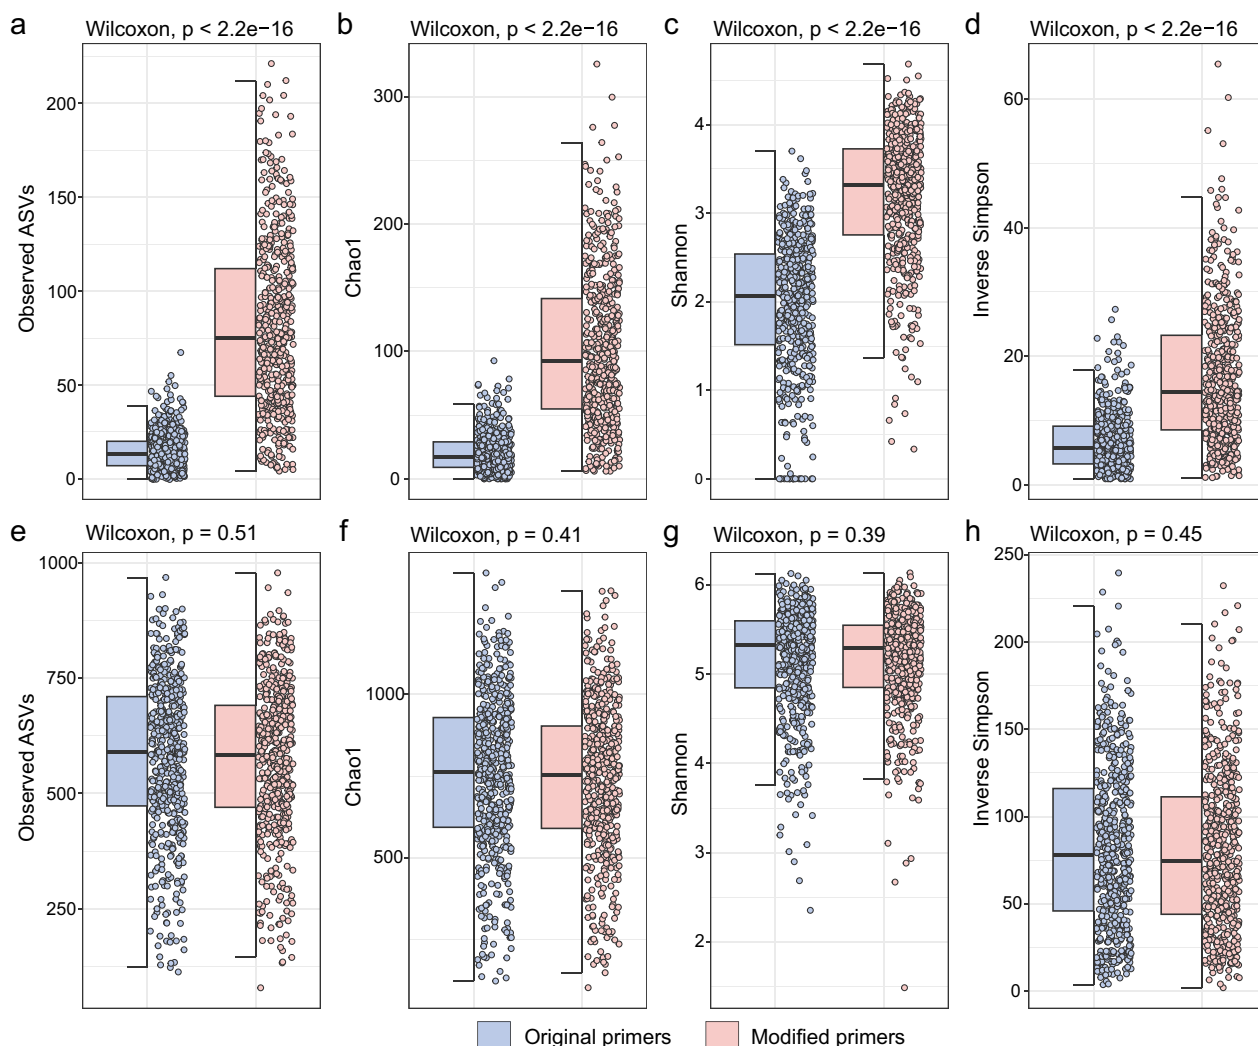 a Wilcoxon, p < 2.2e−16
Observed ASVs
200
150
100
50
0
b Wilcoxon, p < 2.2e−16
Chao1
300
200
100
0
c Wilcoxon, p < 2.2e−16
Shannon
4
3
2
1
0
d Wilcoxon, p < 2.2e−16
Inverse Simpson
60
40
20
0
e Wilcoxon, p = 0.51
Observed ASVs
1000
750
500
250
f Wilcoxon, p = 0.41
Chao1
1000
500
g Wilcoxon, p = 0.39
Shannon
6
5
4
3
2
h Wilcoxon, p = 0.45
Inverse Simpson
250
200
150
100
50
0
Original primers Modified primers